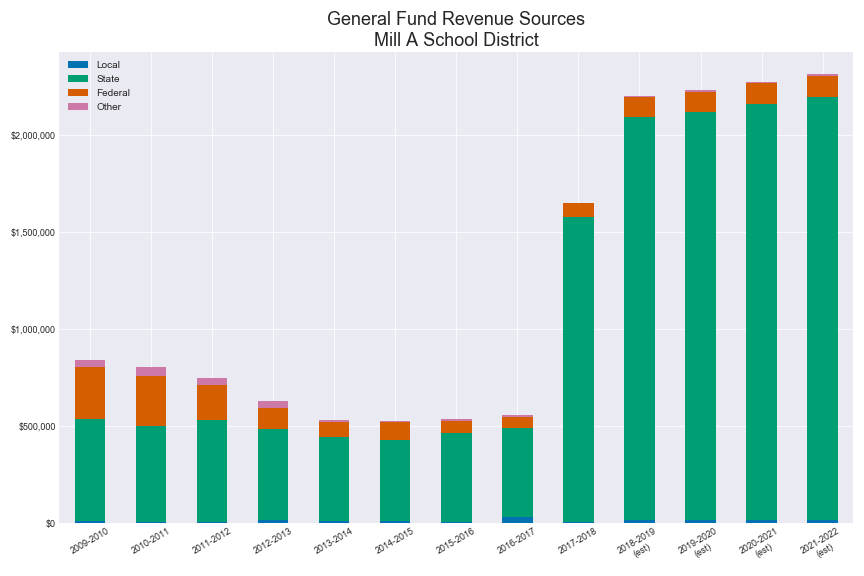 General Fund Revenue Sources
Mill A School District
Local
State
Federal
Other
$2,000,000
$1,500,000
$1,000,000
$500,000
$0
2009-2010
2010-2011
2011-2012
2012-2013
2013-2014
2014-2015
2015-2016
2016-2017
2017-2018
2018-2019
(est)
2019-2020
(est)
2020-2021
(est)
2021-2022
(est)